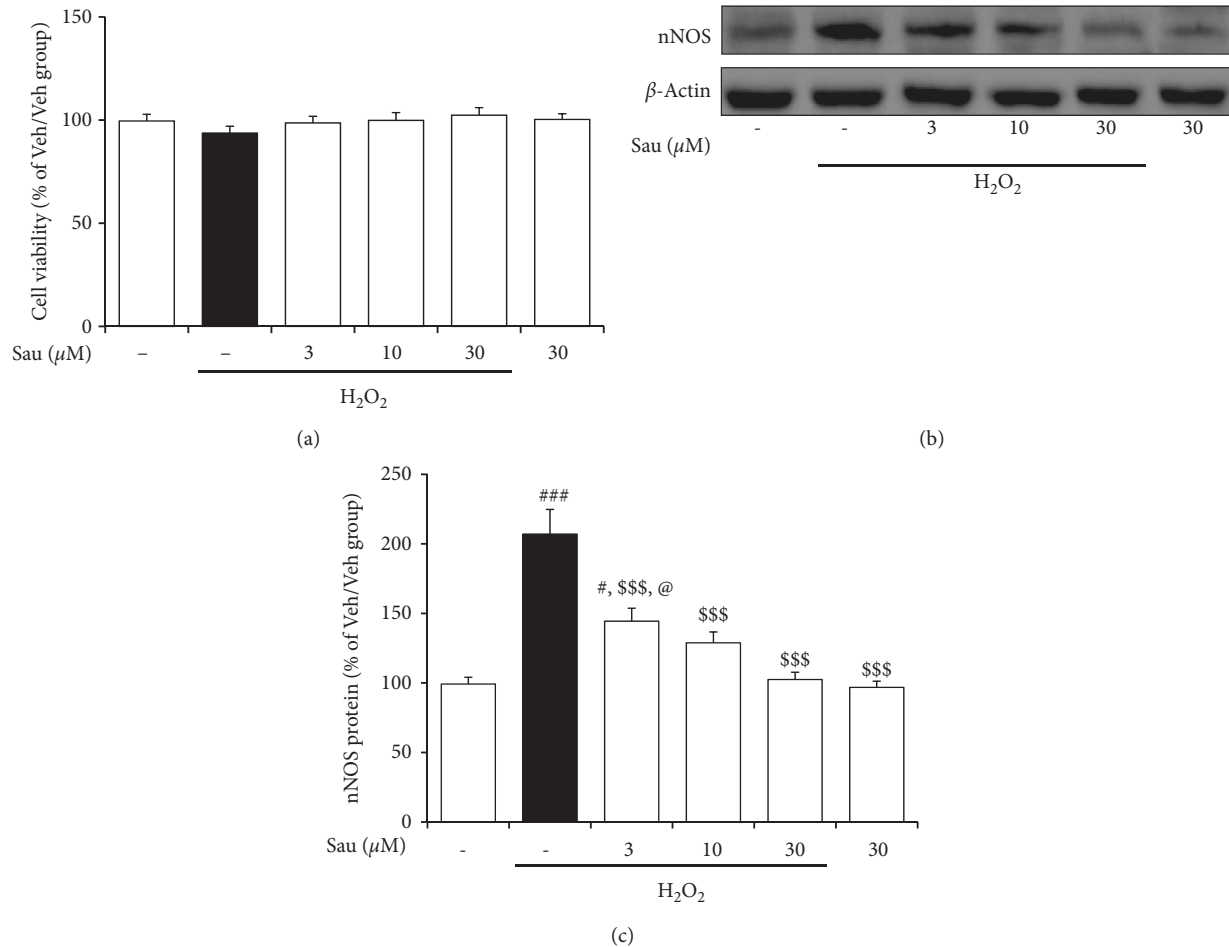 150
100
50
0
Cell viability (% of Veh/Veh group)
Sau (µM) – – 3 10 30 30
H₂O₂
(a)
nNOS
β-Actin
- - 3 10 30 30
Sau (µM)
H₂O₂
(b)
250
200
150
100
50
0
nNOS protein (% of Veh/Veh group)
###
#, $$$, @
$$$
$$$
$$$
Sau (µM) - - 3 10 30 30
H₂O₂
(c)